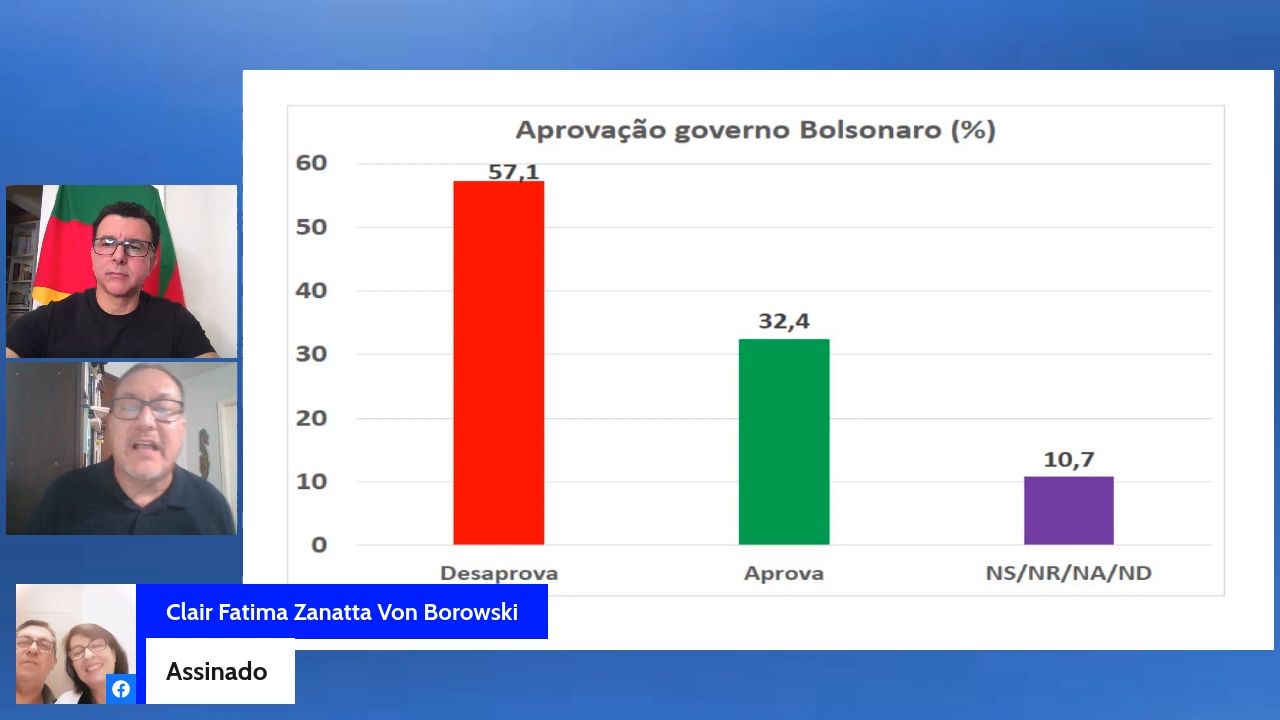 Aprovação governo Bolsonaro (%)
60
50
40
30
20
10
0
57,1
32,4
10,7
Desaprova
Aprova
NS/NR/NA/ND
Clair Fatima Zanatta Von Borowski
Assinado